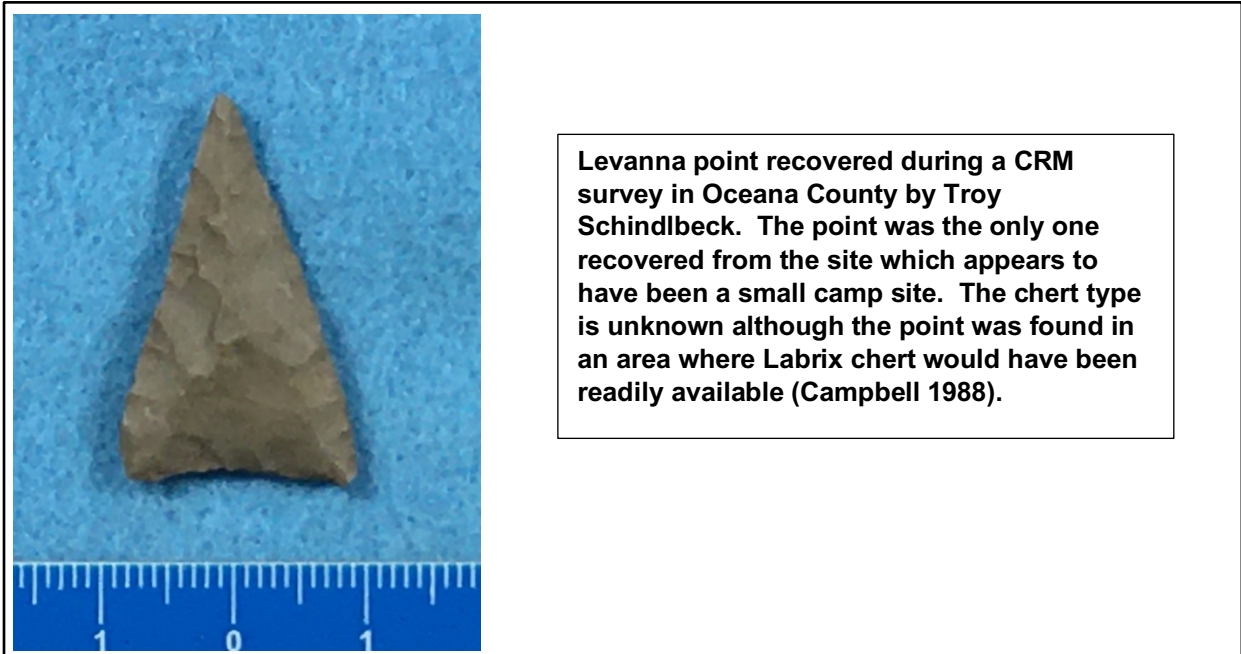 Levanna point recovered during a CRM
survey in Oceana County by Troy
Schindlbeck.  The point was the only one
recovered from the site which appears to
have been a small camp site.  The chert type
is unknown although the point was found in
an area where Labrix chert would have been
readily available (Campbell 1988).
1 0 1